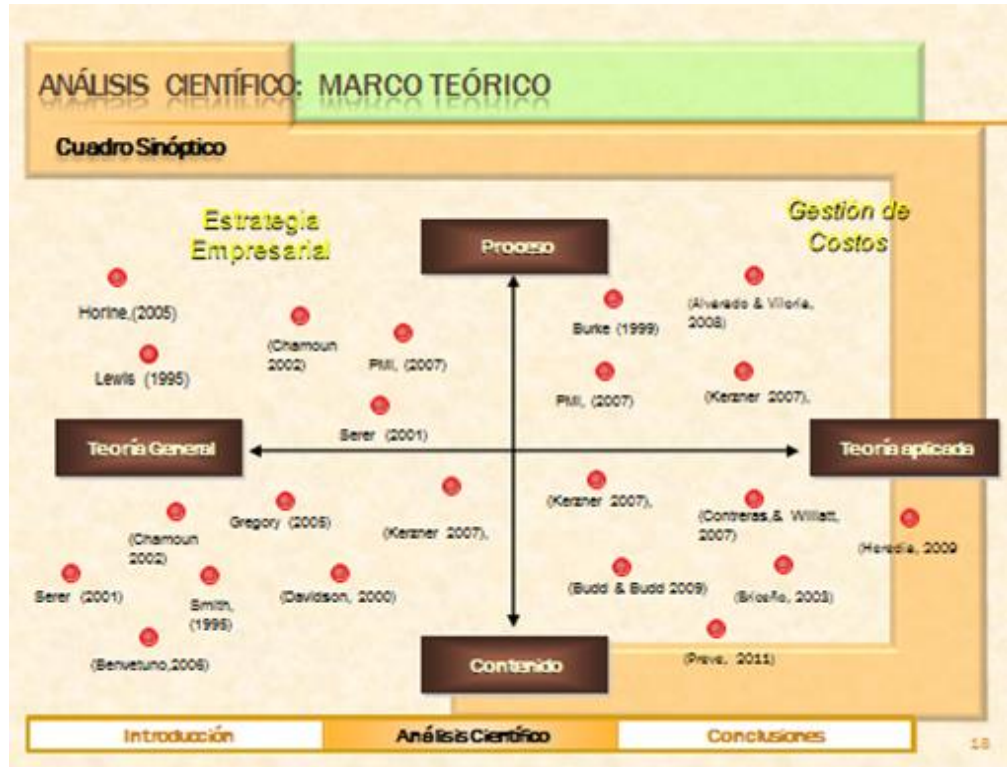 ANÁLISIS CIENTÍFICO: MARCO TEÓRICO
Cuadro Sinóptico
Estrategia
Empresarial
Gestión de
Costos
Proceso
Horine,(2005)
Lewis (1995)
(Chamoun
2002)
PMI, (2007)
Serer (2001)
Burke (1999)
(Alvarado & Viloria,
PMI, (2007)
(Kerzner 2007),
Teoría General
Teoría aplicada
(Chamoun
2002)
Gregory (2005)
(Kerzner 2007),
Serer (2001)
Smith,
(1995)
(Davidson, 2000)
(Benvetuno,2006)
(Kerzner 2007),
(Contreras,& Willatt,
2007)
(Heredia, 2009
(Budd & Budd 2009)
(Briceño, 2003)
(Preve, 2011)
Contenido
Introducción
Análisis Científico
Conclusiones
18